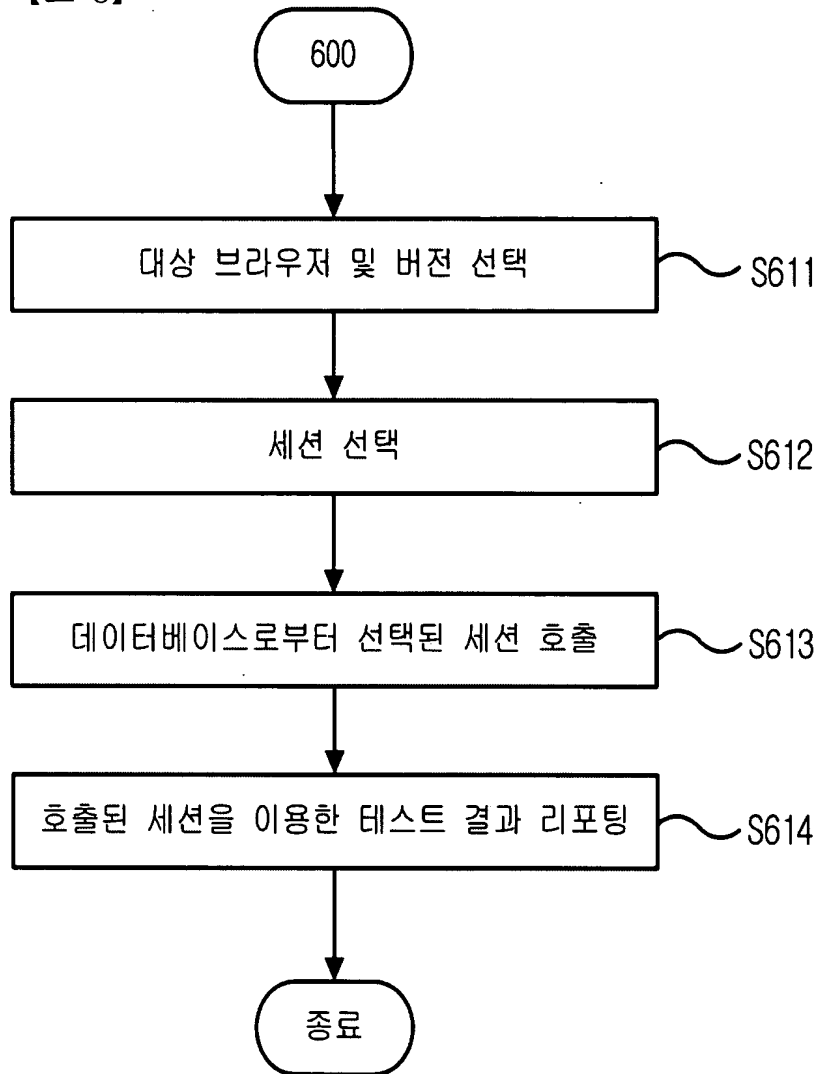 600
대상 브라우저 및 버전 선택
S611
세션 선택
S612
데이터베이스로부터 선택된 세션 호출
S613
호출된 세션을 이용한 테스트 결과 리포팅
S614
종료